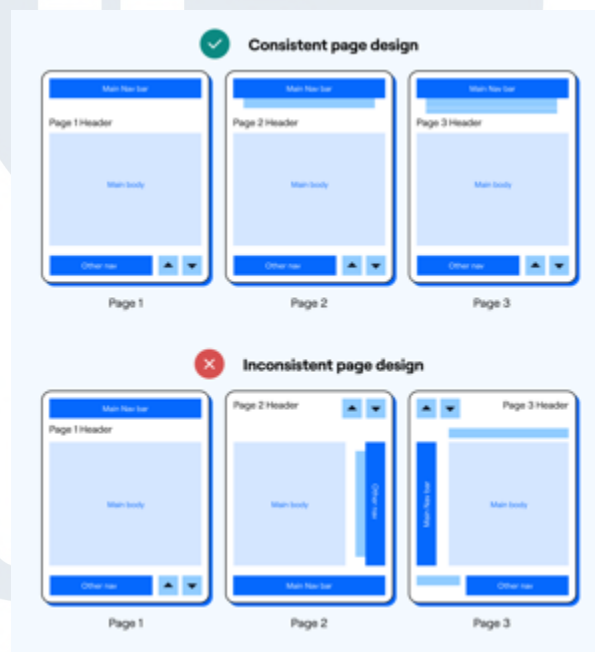 Consistent page design
Main Nav bar
Main Nav bar
Main Nav bar
Page 1 Header
Page 2 Header
Page 3 Header
Main body
Main body
Main body
Other nav
Other nav
Other nav
Page 1
Page 2
Page 3
Inconsistent page design
Main Nav bar
Page 2 Header
Page 3 Header
Page 1 Header
Main body
Main body
Other nav
Main Nav bar
Main body
Other nav
Main Nav bar
Other nav
Page 1
Page 2
Page 3